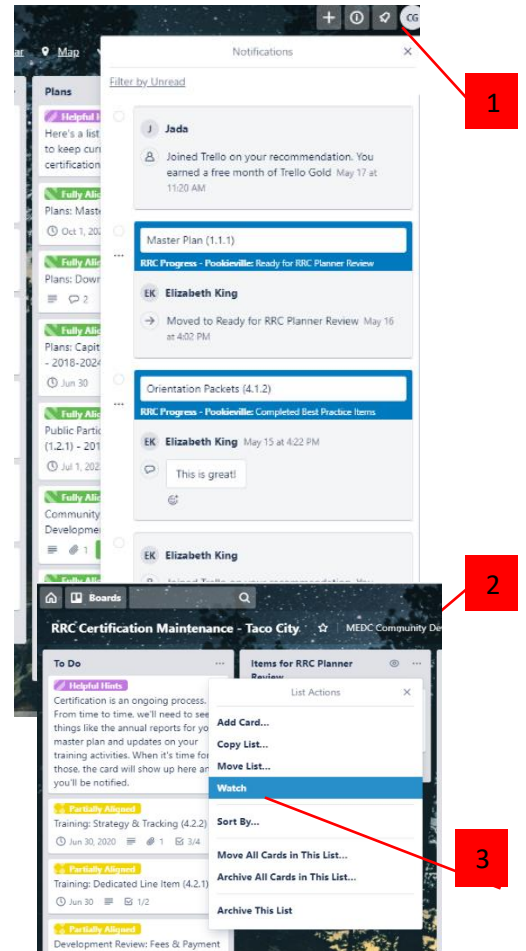 CG
ar
Map
Notifications
Filter by Unread
1
Plans
Helpful H
Here's a list
to keep curr
certification
J Jada
Joined Trello on your recommendation. You
earned a free month of Trello Gold May 17 at
11:20 AM
Fully Alig
Plans: Maste
Oct 1, 202
Master Plan (1.1.1)
RRC Progress - Pookieville: Ready for RRC Planner Review
Fully Alig
Plans: Down
2
EK Elizabeth King
Moved to Ready for RRC Planner Review May 16
at 4:02 PM
Fully Alig
Plans: Capit
- 2018-2024
Jun 30
Orientation Packets (4.1.2)
RRC Progress - Pookieville: Completed Best Practice Items
Fully Alig
Public Partic
(1.2.1) - 201
Jul 1, 202
EK Elizabeth King May 15 at 4:22 PM
This is great!
Fully Alig
Community
Developme
1
EK Elizabeth King
Joined Trello on your recommendation. You
Fully Alig
2
Boards
RRC Certification Maintenance - Taco City
MEDC Community De
To Do
Items for RRC Planner
Review
Helpful Hints
Certification is an ongoing process.
From time to time, we'll need to see
things like the annual reports for yo
master plan and updates on your
training activities. When it's time for
those, the card will show up here an
you'll be notified.
List Actions
Add Card...
Copy List...
Move List...
Watch
Sort By...
Move All Cards in This List...
Archive All Cards in This List...
Archive This List
3
Partially Aligned
Training: Strategy & Tracking (4.2.2)
Jun 30, 2020 1 3/4
Partially Aligned
Training: Dedicated Line Item (4.2.1)
Jun 30 1/2
Partially Aligned
Development Review: Fees & Payment